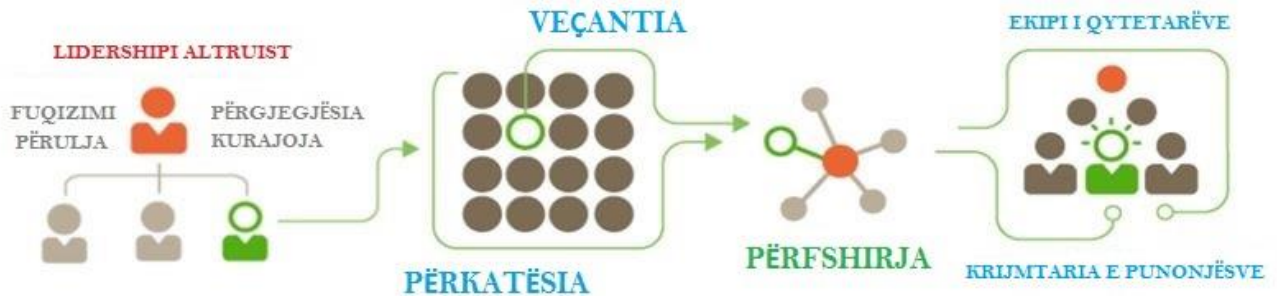 LIDERSHIPI ALTRUIST
FUQIZIMI
PËRULJA
PËRGJEGJËSIA
KURAJOJA
VEÇANTIA
PËRKATËSIA
PËRFSHIRJA
EKIPI I QYTETARËVE
KRIJMTARIA E PUNONJËSVE